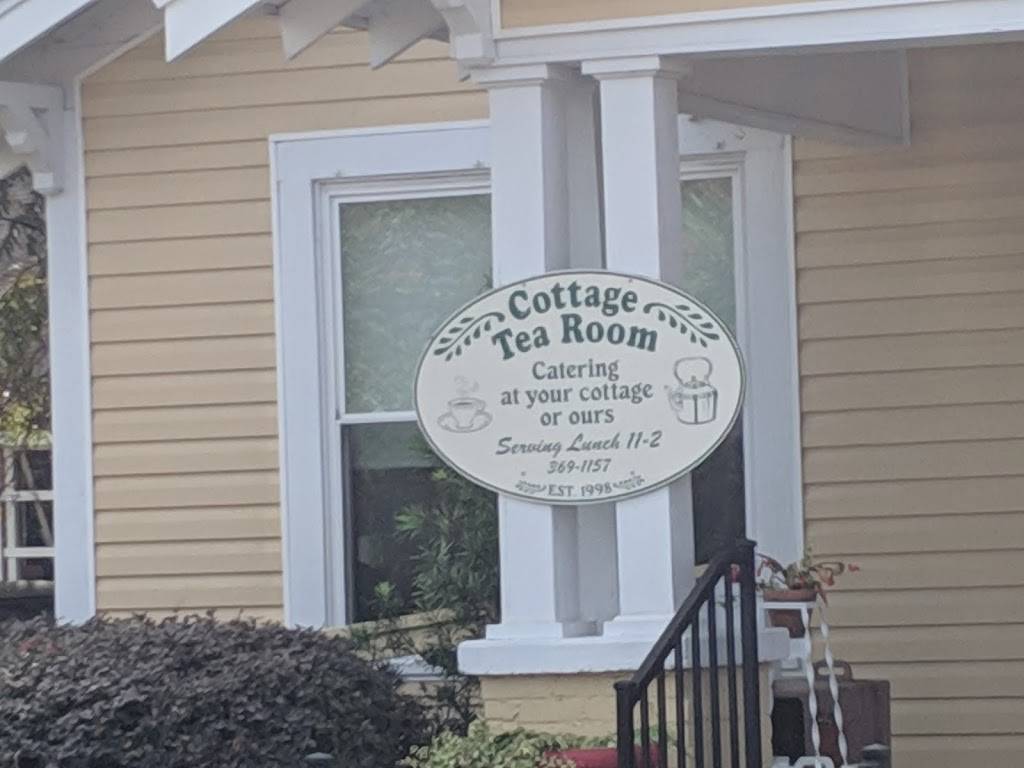 Cottage
Tea Room
Catering
at your cottage
or ours
Serving Lunch 11-2
369-1157
EST. 1998